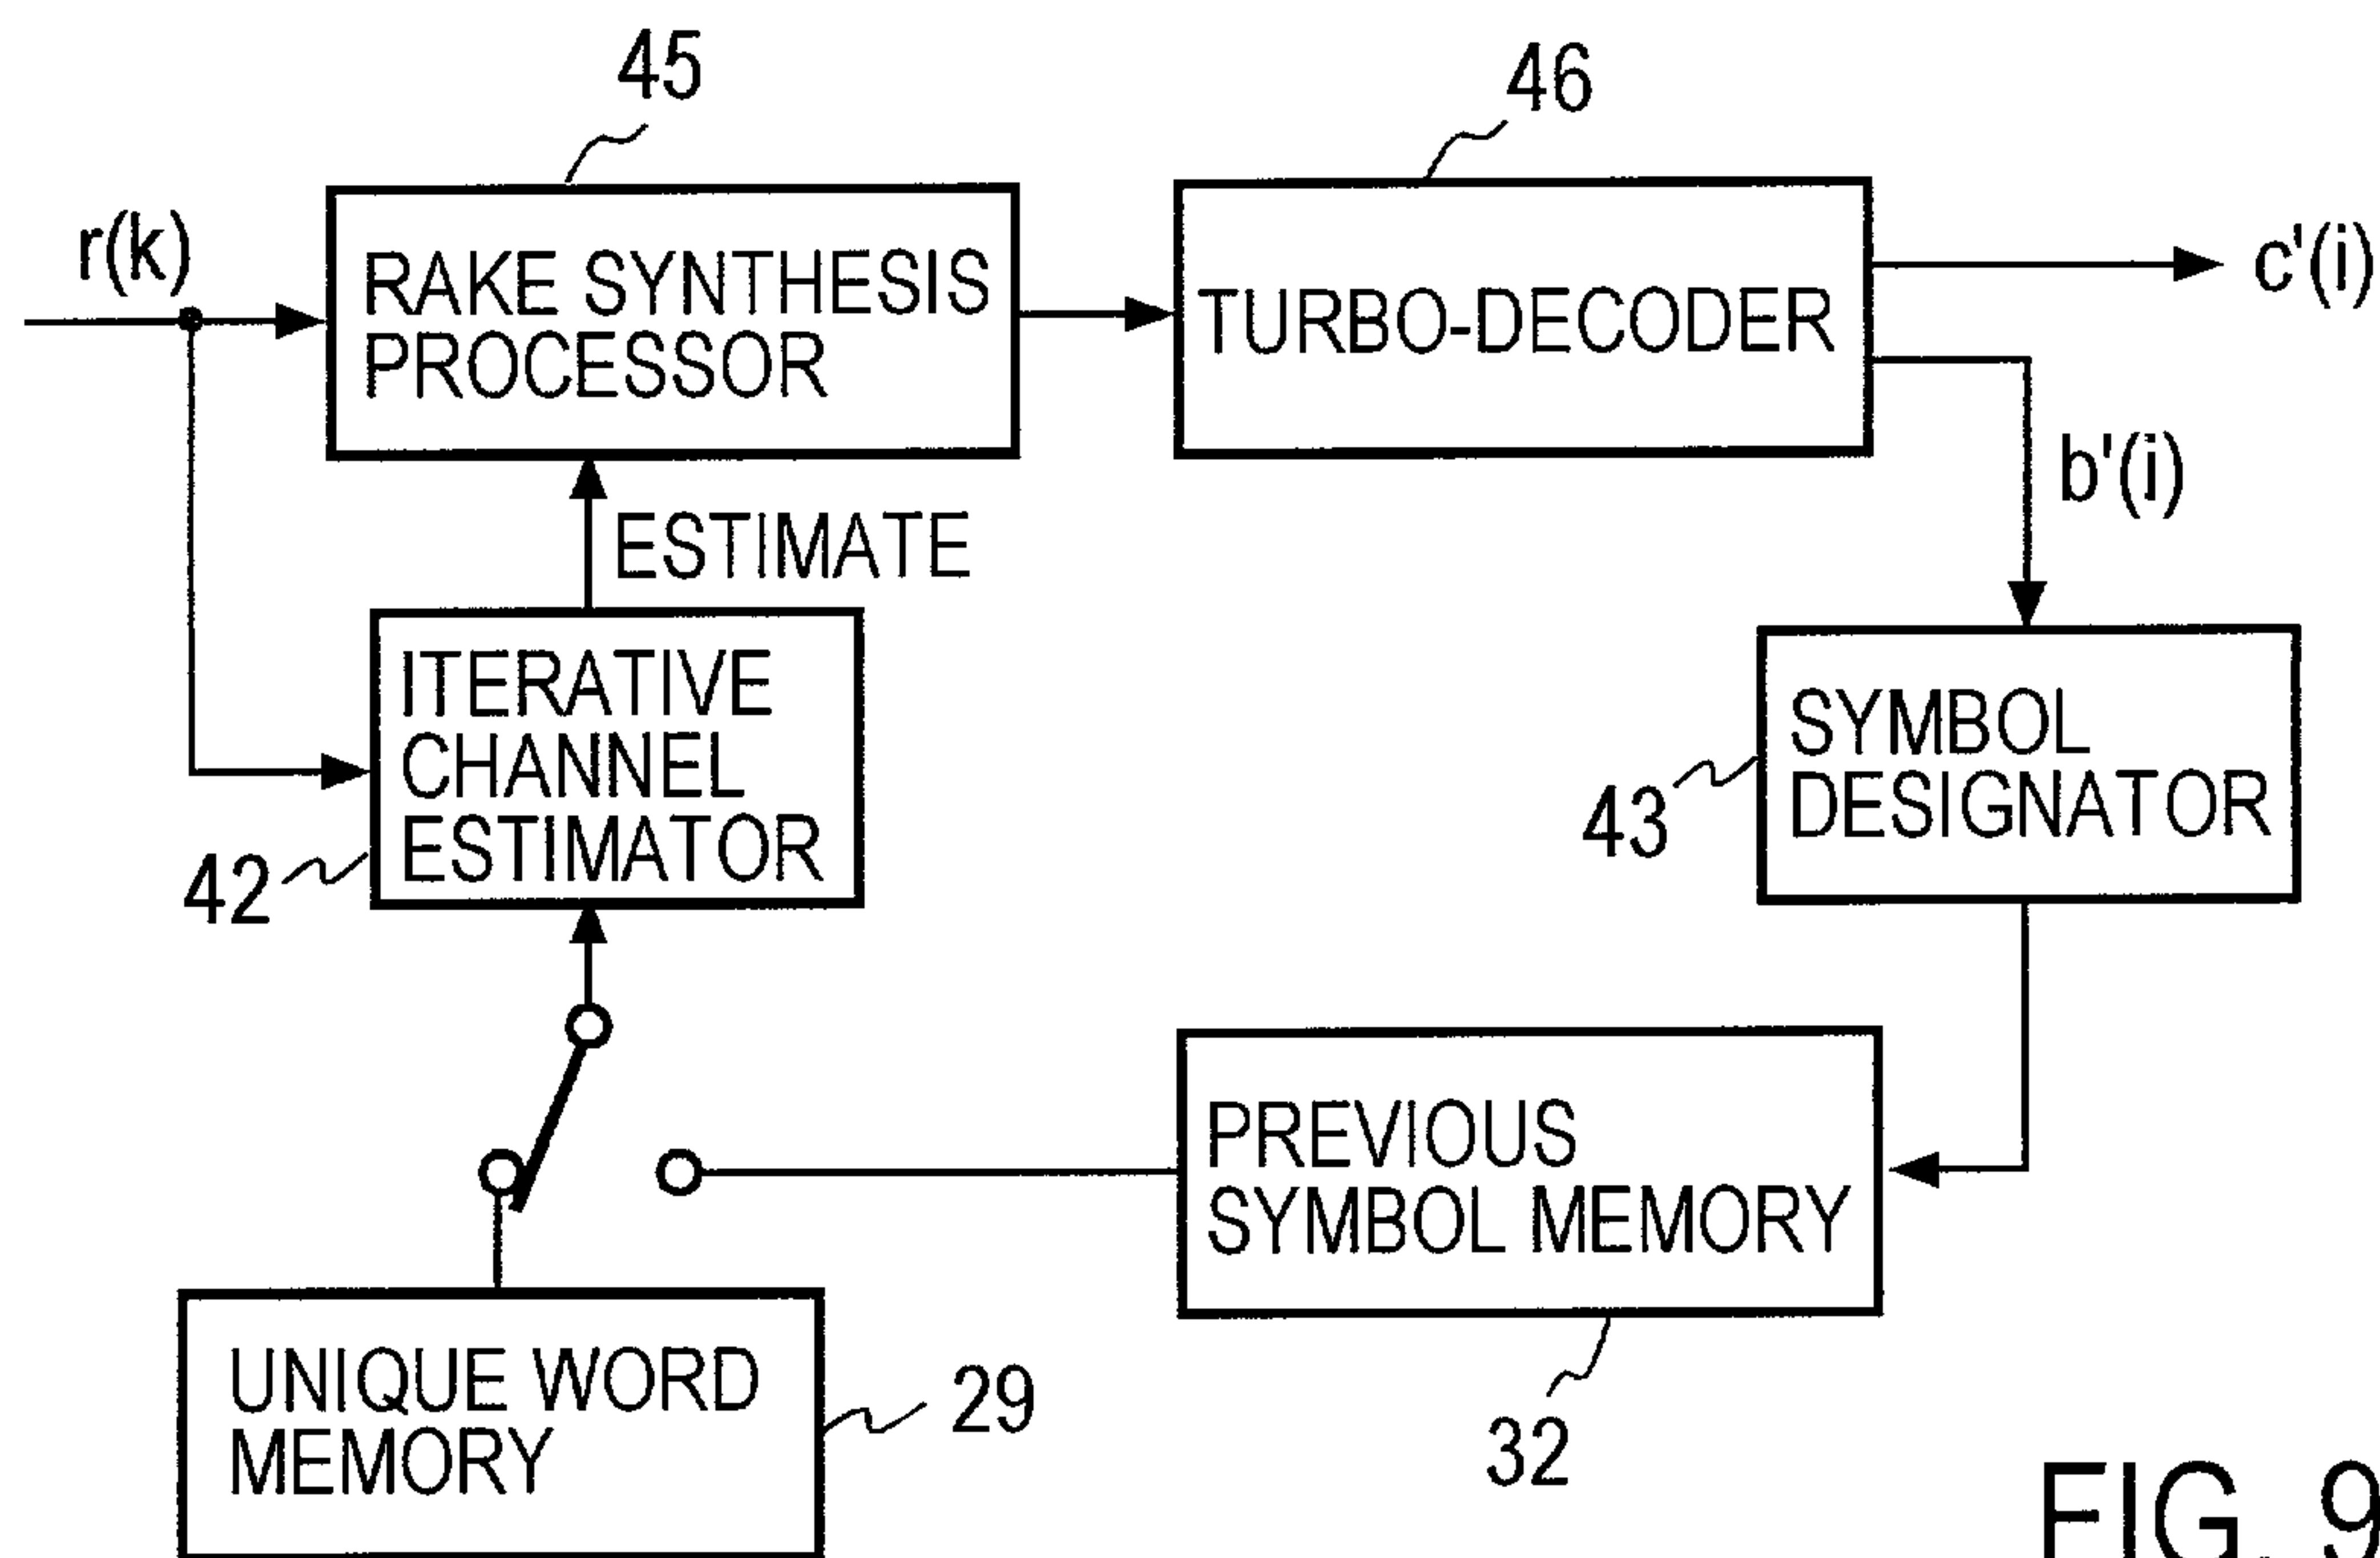 45
46
r(k)
RAKE SYNTHESIS
PROCESSOR
TURBO-DECODER
c'(i)
b'(i)
ESTIMATE
ITERATIVE
CHANNEL
ESTIMATOR
42
SYMBOL
DESIGNATOR
43
PREVIOUS
SYMBOL MEMORY
32
UNIQUE WORD
MEMORY
29
FIG. 9